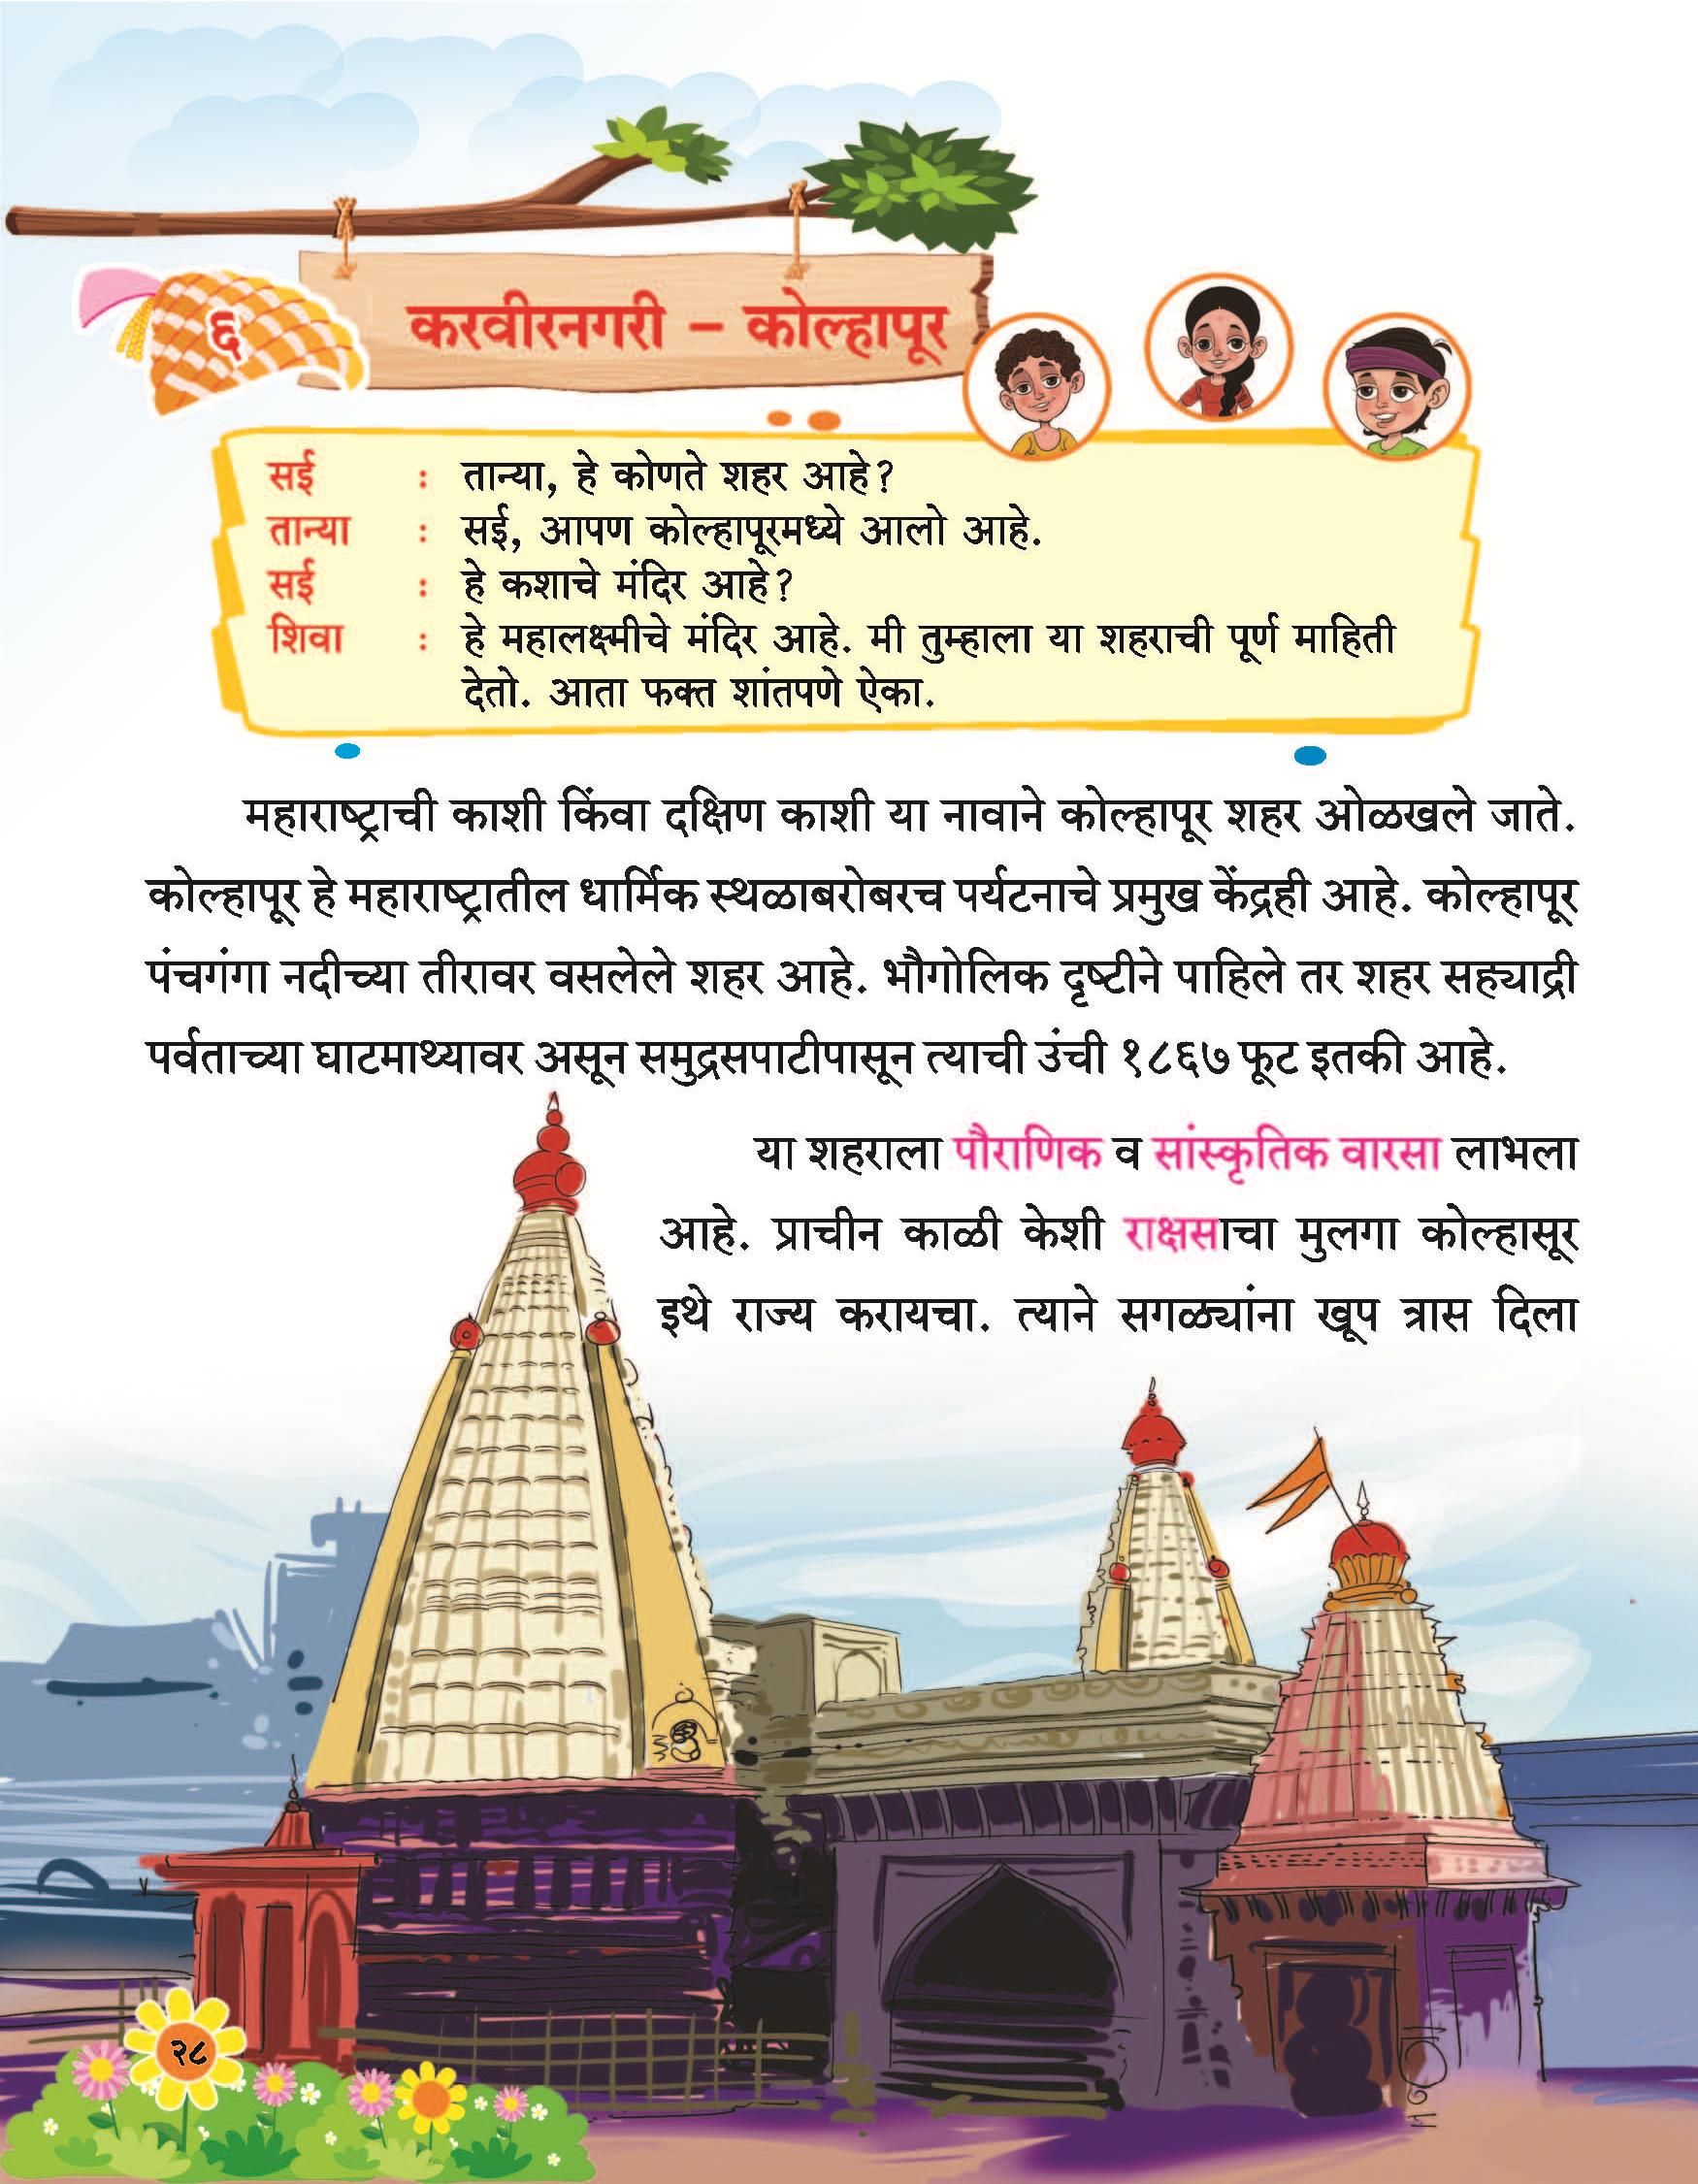 ६
करवीरनगरी – कोल्हापूर
सई : तान्या, हे कोणते शहर आहे?
तान्या : सई, आपण कोल्हापूरमध्ये आलो आहे.
सई : हे कशाचे मंदिर आहे?
शिवा : हे महालक्ष्मीचे मंदिर आहे. मी तुम्हाला या शहराची पूर्ण माहिती
देतो. आता फक्त शांतपणे ऐका.
महाराष्ट्राची काशी किंवा दक्षिण काशी या नावाने कोल्हापूर शहर ओळखले जाते.
कोल्हापूर हे महाराष्ट्रातील धार्मिक स्थळाबरोबरच पर्यटनाचे प्रमुख केंद्रही आहे. कोल्हापूर
पंचगंगा नदीच्या तीरावर वसलेले शहर आहे. भौगोलिक दृष्टीने पाहिले तर शहर सह्याद्री
पर्वताच्या घाटमाथ्यावर असून समुद्रसपाटीपासून त्याची उंची १८६७ फूट इतकी आहे.
या शहराला पौराणिक व सांस्कृतिक वारसा लाभला
आहे. प्राचीन काळी केशी राक्षसाचा मुलगा कोल्हासूर
इथे राज्य करायचा. त्याने सगळ्यांना खूप त्रास दिला
२८